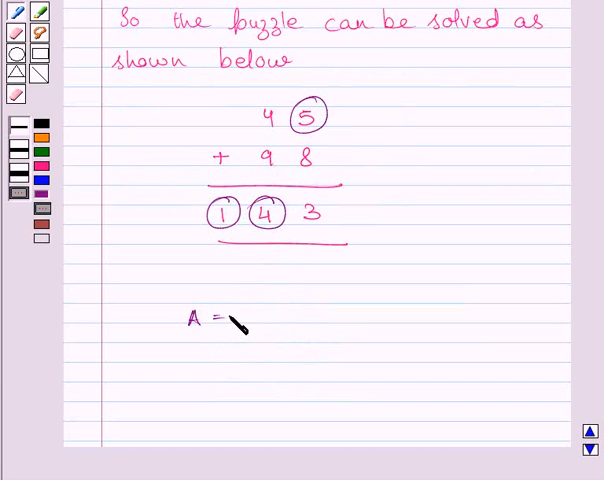 So the puzzle can be solved as
shown below
4 5
+ 9 8
1 4 3
A =